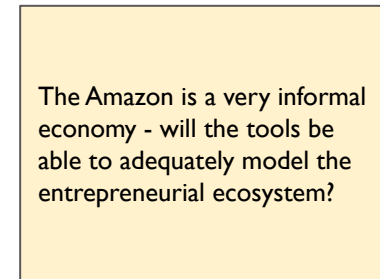 The Amazon is a very informal
economy - will the tools be
able to adequately model the
entrepreneurial ecosystem?